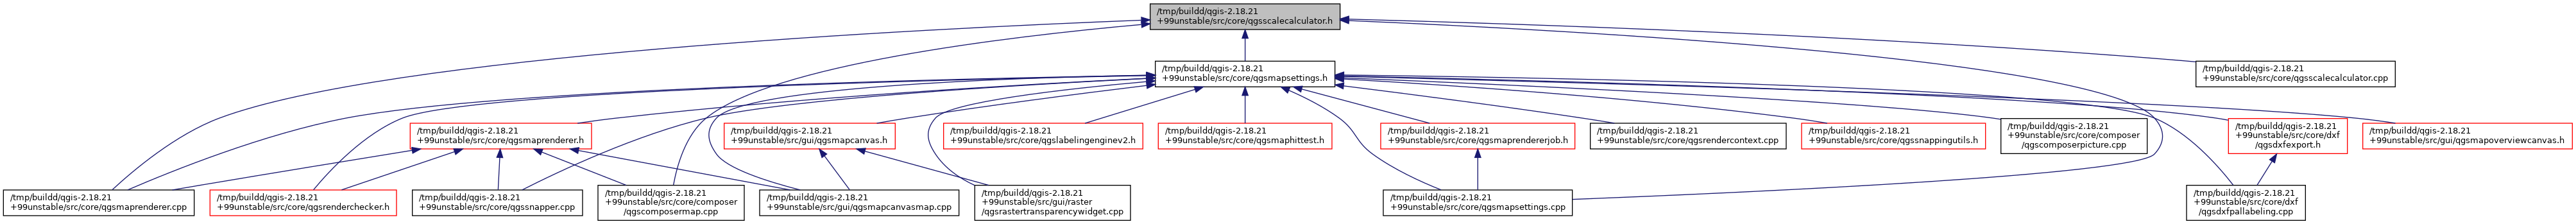 /tmp/buildd/qgis-2.18.21
+99unstable/src/core/qgsscalecalculator.h
/tmp/buildd/qgis-2.18.21
+99unstable/src/core/qgsmapsettings.h
/tmp/buildd/qgis-2.18.21
+99unstable/src/core/qgsscalecalculator.cpp
/tmp/buildd/qgis-2.18.21
+99unstable/src/core/qgsmaprenderer.h
/tmp/buildd/qgis-2.18.21
+99unstable/src/gui/qgsmapcanvas.h
/tmp/buildd/qgis-2.18.21
+99unstable/src/core/qgslabelingenginev2.h
/tmp/buildd/qgis-2.18.21
+99unstable/src/core/qgsmaphittest.h
/tmp/buildd/qgis-2.18.21
+99unstable/src/core/qgsmaprendererjob.h
/tmp/buildd/qgis-2.18.21
+99unstable/src/core/qgsrendercontext.cpp
/tmp/buildd/qgis-2.18.21
+99unstable/src/core/qgssnappingutils.h
/tmp/buildd/qgis-2.18.21
+99unstable/src/core/composer
/qgscomposerpicture.cpp
/tmp/buildd/qgis-2.18.21
+99unstable/src/core/dxf
/qgsdxfexport.h
/tmp/buildd/qgis-2.18.21
+99unstable/src/gui/qgsmapoverviewcanvas.h
/tmp/buildd/qgis-2.18.21
+99unstable/src/core/qgsmaprenderer.cpp
/tmp/buildd/qgis-2.18.21
+99unstable/src/core/qgsrenderchecker.h
/tmp/buildd/qgis-2.18.21
+99unstable/src/core/qgssnapper.cpp
/tmp/buildd/qgis-2.18.21
+99unstable/src/core/composer
/qgscomposermap.cpp
/tmp/buildd/qgis-2.18.21
+99unstable/src/gui/qgsmapcanvasmap.cpp
/tmp/buildd/qgis-2.18.21
+99unstable/src/gui/raster
/qgsrastertransparencywidget.cpp
/tmp/buildd/qgis-2.18.21
+99unstable/src/core/qgsmapsettings.cpp
/tmp/buildd/qgis-2.18.21
+99unstable/src/core/dxf
/qgsdxfpallabeling.cpp